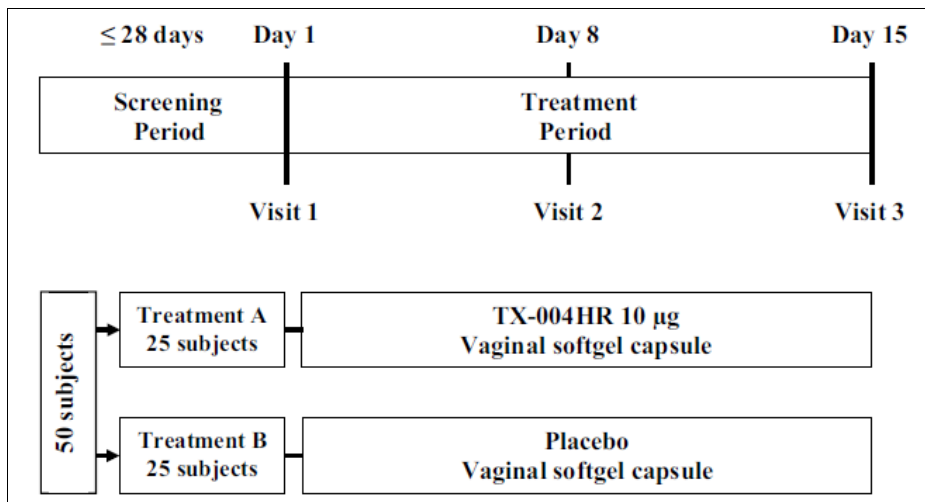 ≤ 28 days Day 1 Day 8 Day 15
Screening
Period
Treatment
Period
Visit 1 Visit 2 Visit 3
50 subjects
Treatment A
25 subjects
TX-004HR 10 µg
Vaginal softgel capsule
Treatment B
25 subjects
Placebo
Vaginal softgel capsule